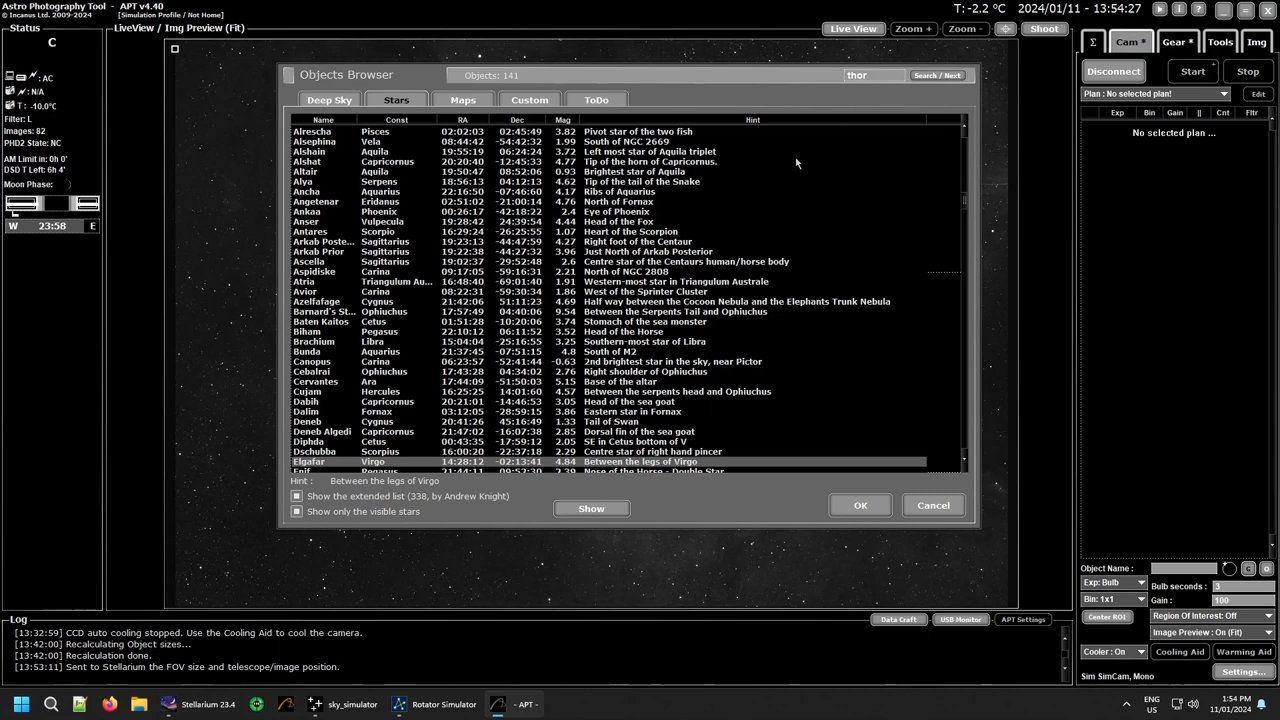 Astro Photography Tool - APT v4.40
© Incanus Ltd. 2009-2024 [Simulation Profile / Not Home]
T: -2.2 ºC 2024/01/11 - 13:54:27
Status
C
: AC
: N/A
T : -10.0°C
Filter: L
Images: 82
PHD2 State: NC
AM Limit in: 0h 0'
DSD T Left: 6h 4'
Moon Phase:
W 23:58 E
LiveView / Img Preview (Fit)
Live View Zoom + Zoom - Shoot
Objects Browser Objects: 141 thor Search / Next
Deep Sky Stars Maps Custom ToDo
Name Const RA Dec Mag Hint
Alrescha Pisces 02:02:03 02:45:49 3.82 Pivot star of the two fish
Alsephina Vela 08:44:42 -54:42:32 1.99 South of NGC 2669
Alshain Aquila 19:55:19 06:24:24 3.72 Left most star of Aquila triplet
Alshat Capricornus 20:20:40 -12:45:33 4.77 Tip of the horn of Capricornus.
Altair Aquila 19:50:47 08:52:06 0.93 Brightest star of Aquila
Alya Serpens 18:56:13 04:12:13 4.62 Tip of the tail of the Snake
Ancha Aquarius 22:16:50 -07:46:60 4.17 Ribs of Aquarius
Angetenar Eridanus 02:51:02 -21:00:14 4.76 North of Fornax
Ankaa Phoenix 00:26:17 -42:18:22 2.4 Eye of Phoenix
Anser Vulpecula 19:28:42 24:39:54 4.44 Head of the Fox
Antares Scorpio 16:29:24 -26:25:55 1.07 Heart of the Scorpion
Arkab Poste... Sagittarius 19:23:13 -44:47:59 4.27 Right foot of the Centaur
Arkab Prior Sagittarius 19:22:38 -44:27:32 3.96 Just North of Arkab Posterior
Ascella Sagittarius 19:02:37 -29:52:48 2.6 Centre star of the Centaurs human/horse body
Aspidiske Carina 09:17:05 -59:16:31 2.21 North of NGC 2808
Atria Triangulum Au... 16:48:40 -69:01:40 1.91 Western-most star in Triangulum Australe
Avior Carina 08:22:31 -59:30:34 1.86 West of the Sprinter Cluster
Azelfafage Cygnus 21:42:06 51:11:23 4.69 Half way between the Cocoon Nebula and the Elephants Trunk Nebula
Barnard's St... Ophiuchus 17:57:49 04:40:06 9.54 Between the Serpents Tail and Ophiuchus
Baten Kaitos Cetus 01:51:28 -10:20:06 3.74 Stomach of the sea monster
Biham Pegasus 22:10:12 06:11:52 3.52 Head of the Horse
Brachium Libra 15:04:04 -25:16:55 3.25 Southern-most star of Libra
Bunda Aquarius 21:37:45 -07:51:15 4.8 South of M2
Canopus Carina 06:23:57 -52:41:44 -0.63 2nd brightest star in the sky, near Pictor
Cebalrai Ophiuchus 17:43:28 04:34:02 2.76 Right shoulder of Ophiuchus
Cervantes Ara 17:44:09 -51:50:03 5.15 Base of the altar
Cujam Hercules 16:25:25 14:01:60 4.57 Between the serpents head and Ophiuchus
Dabih Capricornus 20:21:01 -14:46:53 3.05 Head of the sea goat
Dalim Fornax 03:12:05 -28:59:15 3.86 Eastern star in Fornax
Deneb Cygnus 20:41:26 45:16:49 1.33 Tail of Swan
Deneb Algedi Capricornus 21:47:02 -16:07:38 2.85 Dorsal fin of the sea goat
Diphda Cetus 00:43:35 -17:59:12 2.05 SE in Cetus bottom of V
Dschubba Scorpius 16:00:20 -22:37:18 2.29 Centre star of right hand pincer
Elgafar Virgo 14:28:12 -02:13:41 4.84 Between the legs of Virgo
Enif Pegasus 21:44:11 09:52:30 2.39 Nose of the Horse - Double Star
Hint : Between the legs of Virgo
Show the extended list (338, by Andrew Knight)
Show only the visible stars
Show OK Cancel
Σ Cam * Gear * Tools Img
Disconnect Start Stop
Plan : No selected plan! Edit
Exp Bin Gain || Cnt Fltr
No selected plan ...
Object Name : G O
Exp: Bulb Bulb seconds : 3
Bin: 1x1 Gain : 100
Center ROI Region Of Interest: Off
Image Preview : On (Fit)
Cooler : On Cooling Aid Warming Aid
Sim SimCam, Mono Settings...
Log Data Craft USB Monitor APT Settings
[13:32:59] CCD auto cooling stopped. Use the Cooling Aid to cool the camera.
[13:42:00] Recalculating Object sizes...
[13:42:00] Recalculation done.
[13:53:11] Sent to Stellarium the FOV size and telescope/image position.
Stellarium 23.4 sky_simulator Rotator Simulator - APT -
ENG US 1:54 PM 11/01/2024